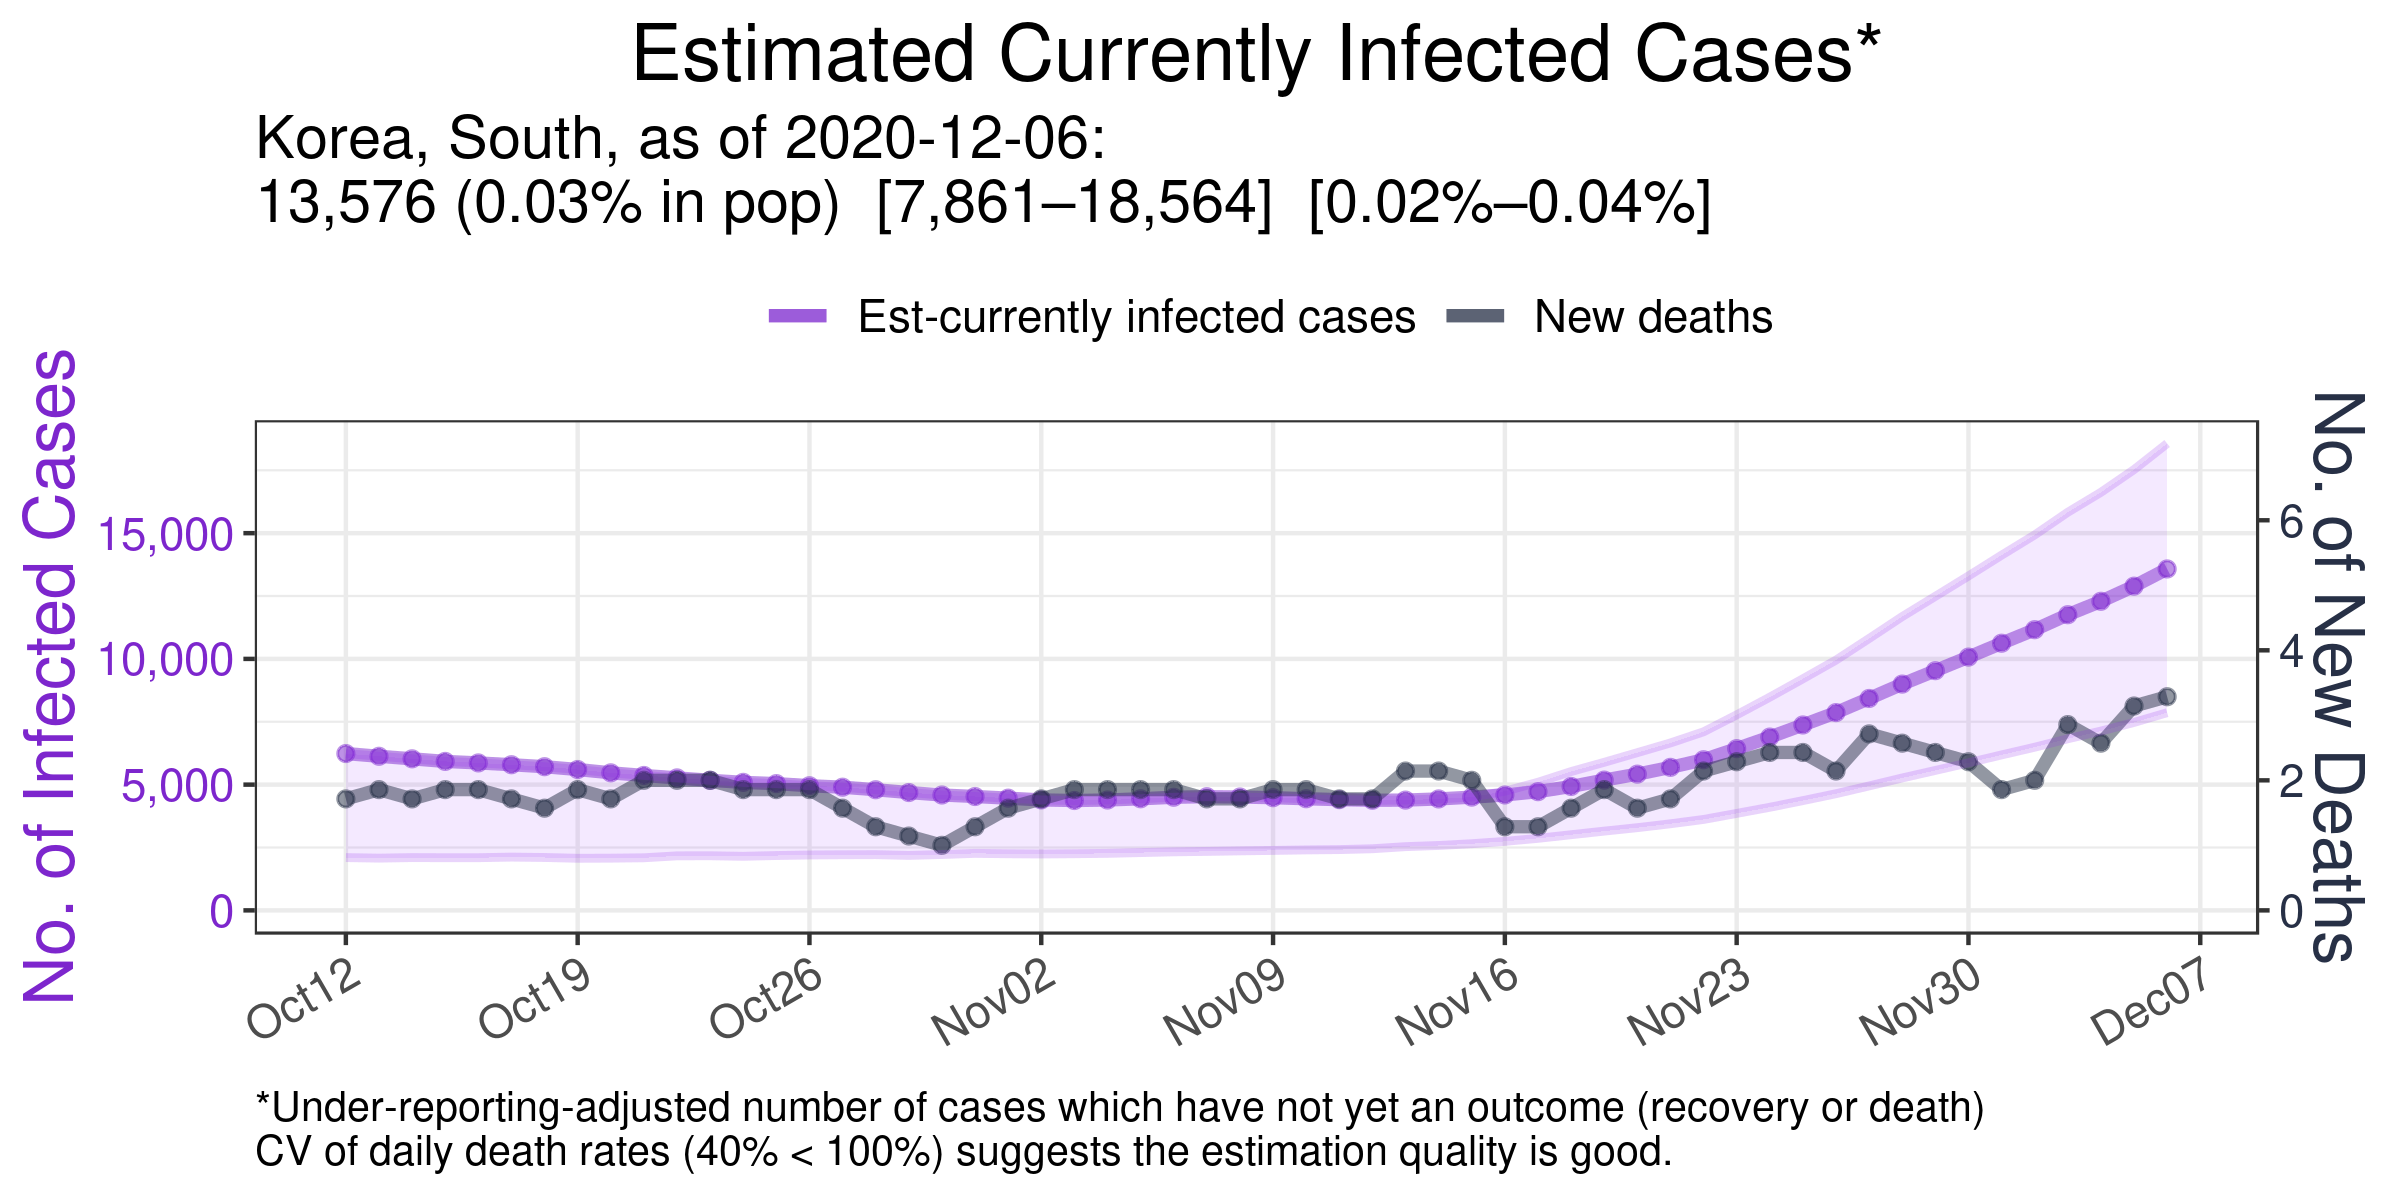 Estimated Currently Infected Cases*
Korea, South, as of 2020-12-06:
13,576 (0.03% in pop)  [7,861–18,564]  [0.02%–0.04%]
Est-currently infected cases
New deaths
No. of Infected Cases
15,000
10,000
5,000
0
6
4
2
0
No. of New Deaths
Oct12
Oct19
Oct26
Nov02
Nov09
Nov16
Nov23
Nov30
Dec07
*Under-reporting-adjusted number of cases which have not yet an outcome (recovery or death)
CV of daily death rates (40% < 100%) suggests the estimation quality is good.